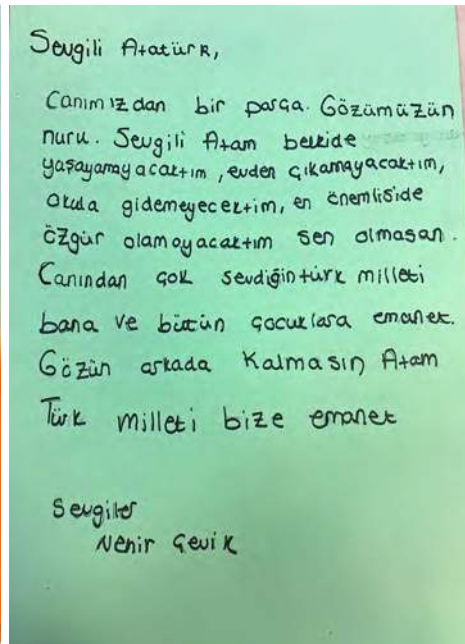 Sevgili Atatürk,
Canımızdan bir parça. Gözümüzün
nuru. Sevgili Atam belkide
yaşayamayacaktım, evden çıkamayacaktım,
okula gidemeyecektim, en önemliside
özgür olamayacaktım sen olmasan.
Canından çok sevdiğin türk milleti
bana ve bütün çocuklara emanet.
Gözün arkada kalmasın Atam
Türk milleti bize emanet
Sevgiler
Nehir Çevik